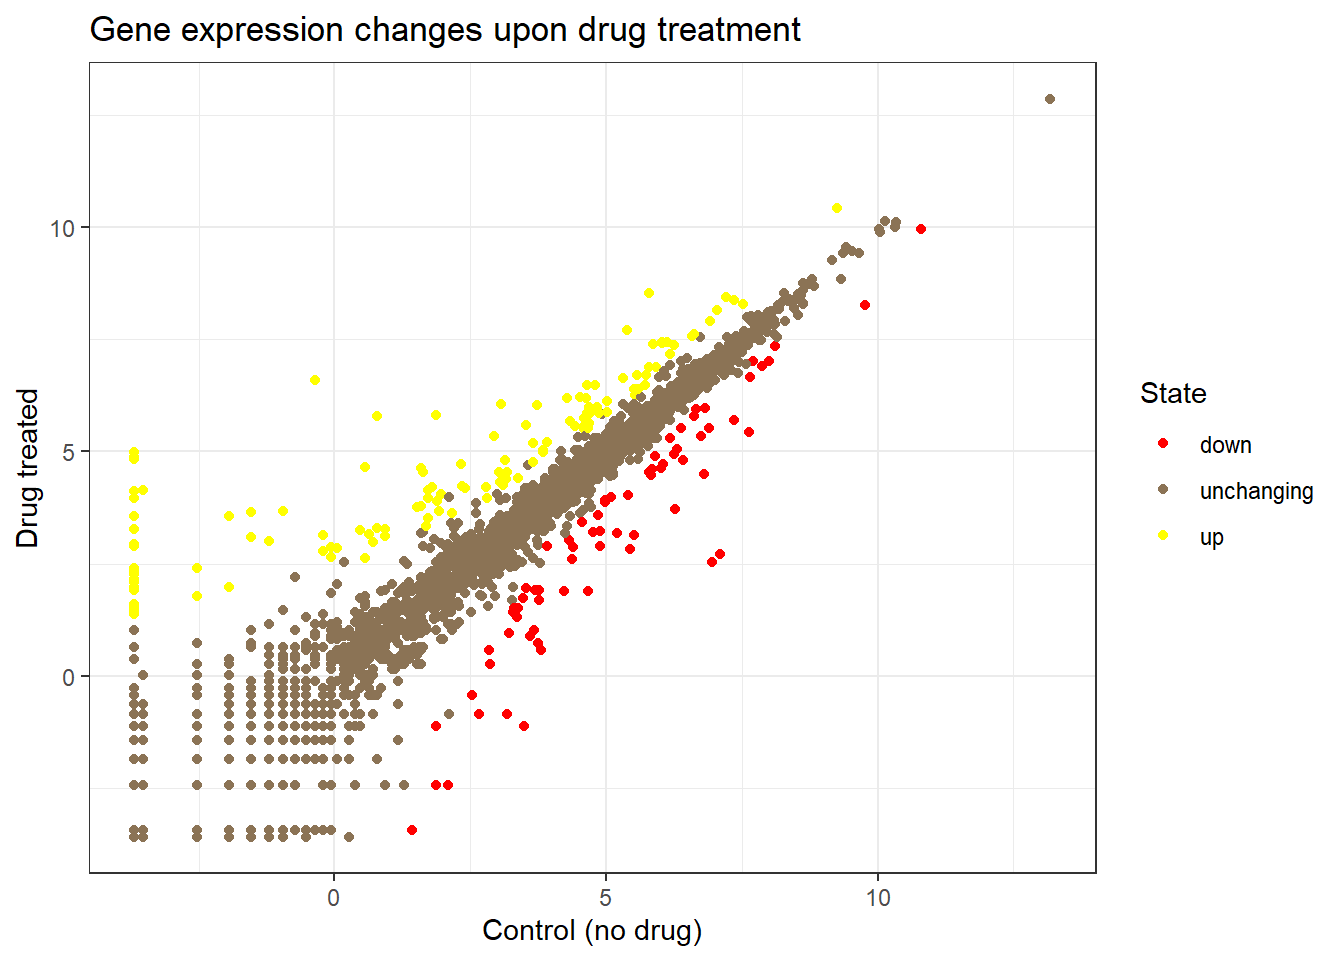 Gene expression changes upon drug treatment
10
5
0
Drug treated
0 5 10
Control (no drug)
State
down
unchanging
up